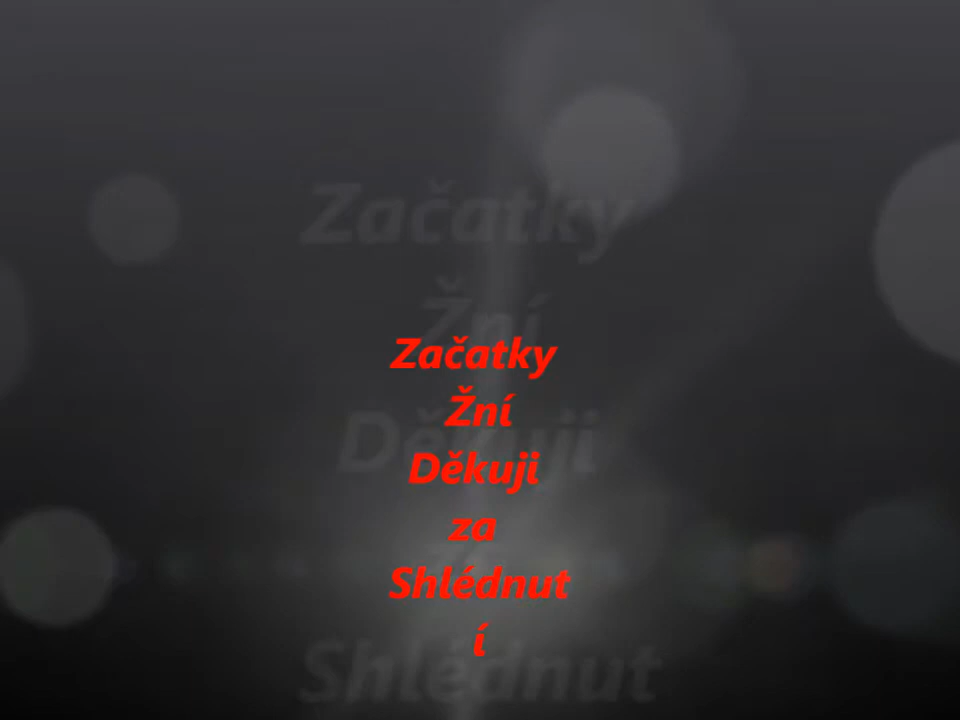 Začatky
Žní
Děkuji
za
Shlédnut
í